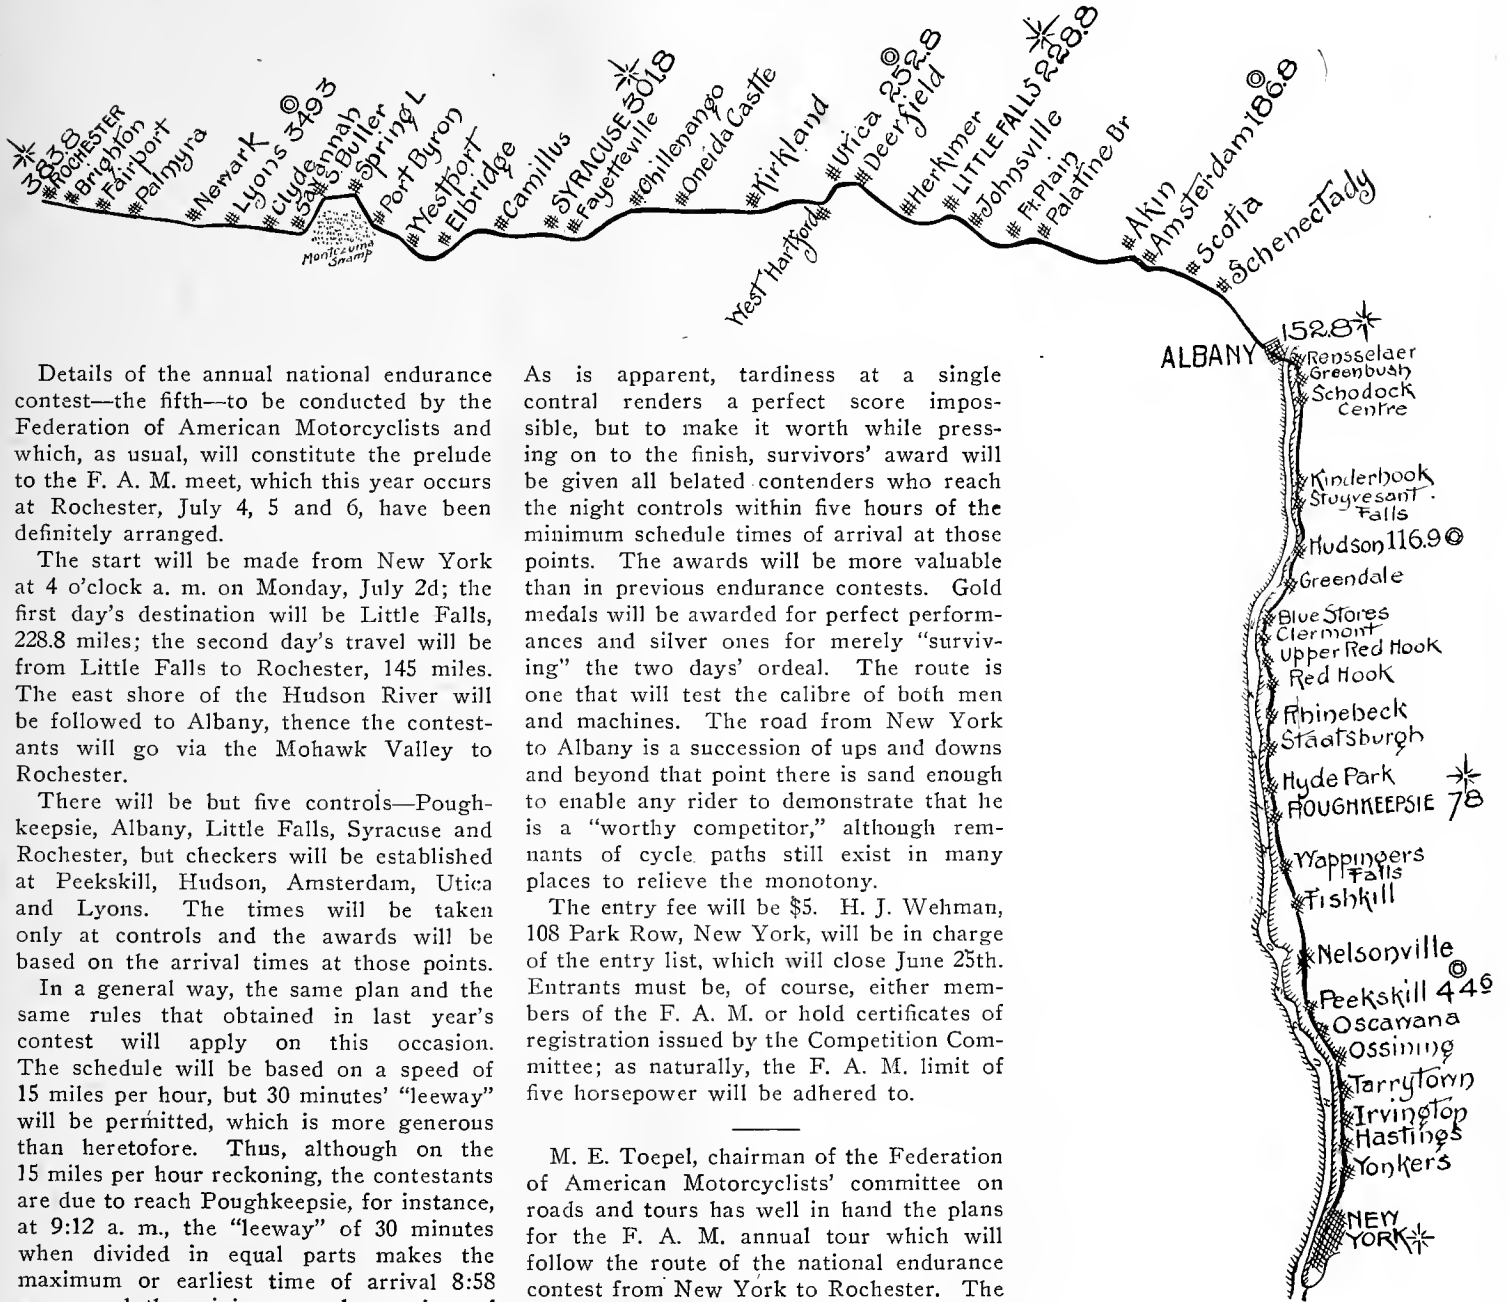 383.8
ROCHESTER
Brighton
Fairport
Palmyra
Newark
Lyons 349.3
Clyde
Savannah
S. Butler
Spring L
Port Byron
Westport
Elbridge
Camillus
SYRACUSE 301.8
Fayetteville
Chillenango
Oneida Castle
Kirkland
West Hartford
Utica 252.8
Deerfield
Herkimer
LITTLE FALLS 228.8
Johnsville
Ft. Plain
Palatine Br
Akin
Amsterdam 186.8
Scotia
Schenectady
Montezuma
Swamp
152.8
ALBANY
Rensselaer
Greenbush
Schodock
Centre
Kinderhook
Stuyvesant
Falls
Hudson 116.9
Greendale
Blue Stores
Clermont
Upper Red Hook
Red Hook
Rhinebeck
Staatsburgh
Hyde Park
POUGHKEEPSIE 78
Wappingers
Falls
Fishkill
Nelsonville
Peekskill 44.6
Oscawana
Ossining
Tarrytown
Irvington
Hastings
Yonkers
NEW
YORK
Details of the annual national endurance
contest—the fifth—to be conducted by the
Federation of American Motorcyclists and
which, as usual, will constitute the prelude
to the F. A. M. meet, which this year occurs
at Rochester, July 4, 5 and 6, have been
definitely arranged.
The start will be made from New York
at 4 o'clock a. m. on Monday, July 2d; the
first day's destination will be Little Falls,
228.8 miles; the second day's travel will be
from Little Falls to Rochester, 145 miles.
The east shore of the Hudson River will
be followed to Albany, thence the contest-
ants will go via the Mohawk Valley to
Rochester.
There will be but five controls—Pough-
keepsie, Albany, Little Falls, Syracuse and
Rochester, but checkers will be established
at Peekskill, Hudson, Amsterdam, Utica
and Lyons. The times will be taken
only at controls and the awards will be
based on the arrival times at those points.
In a general way, the same plan and the
same rules that obtained in last year's
contest will apply on this occasion.
The schedule will be based on a speed of
15 miles per hour, but 30 minutes' "leeway"
will be permitted, which is more generous
than heretofore. Thus, although on the
15 miles per hour reckoning, the contestants
are due to reach Poughkeepsie, for instance,
at 9:12 a. m., the "leeway" of 30 minutes
when divided in equal parts makes the
maximum or earliest time of arrival 8:58
As is apparent, tardiness at a single
contral renders a perfect score impos-
sible, but to make it worth while press-
ing on to the finish, survivors' award will
be given all belated contenders who reach
the night controls within five hours of the
minimum schedule times of arrival at those
points. The awards will be more valuable
than in previous endurance contests. Gold
medals will be awarded for perfect perform-
ances and silver ones for merely "surviv-
ing" the two days' ordeal. The route is
one that will test the calibre of both men
and machines. The road from New York
to Albany is a succession of ups and downs
and beyond that point there is sand enough
to enable any rider to demonstrate that he
is a "worthy competitor," although rem-
nants of cycle paths still exist in many
places to relieve the monotony.
The entry fee will be $5. H. J. Wehman,
108 Park Row, New York, will be in charge
of the entry list, which will close June 25th.
Entrants must be, of course, either mem-
bers of the F. A. M. or hold certificates of
registration issued by the Competition Com-
mittee; as naturally, the F. A. M. limit of
five horsepower will be adhered to.
M. E. Toepel, chairman of the Federation
of American Motorcyclists' committee on
roads and tours has well in hand the plans
for the F. A. M. annual tour which will
follow the route of the national endurance
contest from New York to Rochester. The